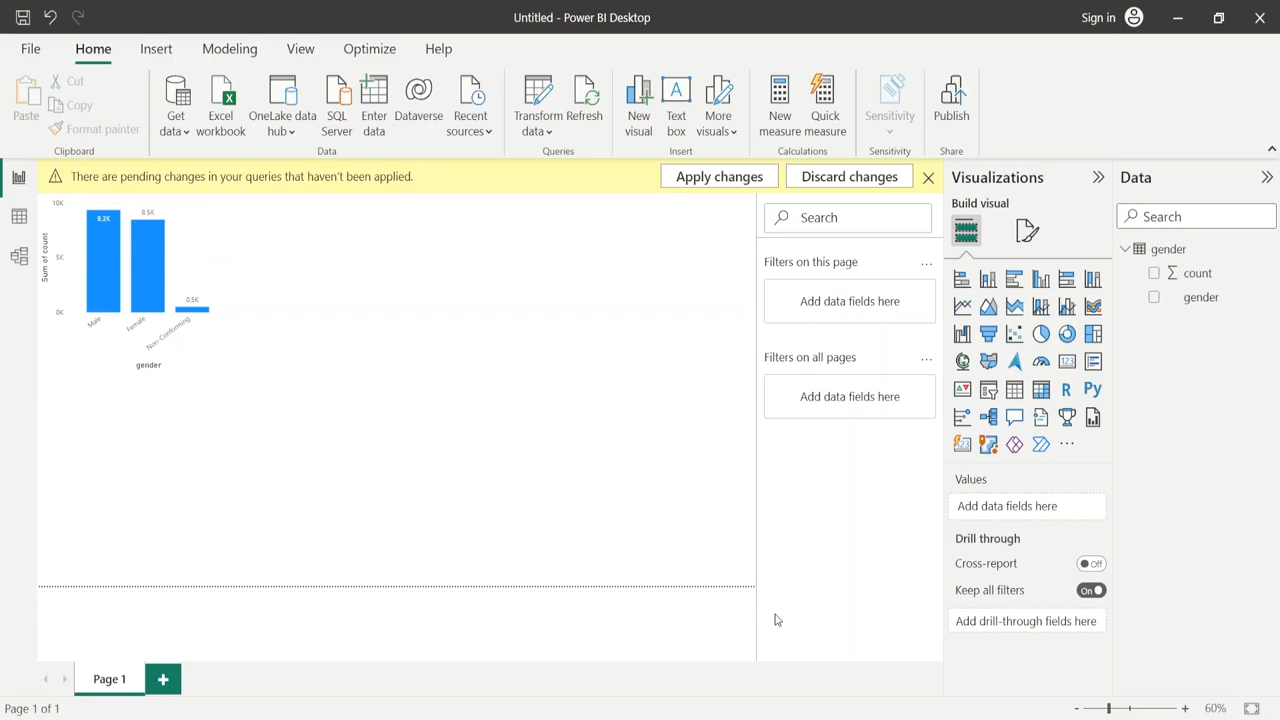 Untitled - Power BI Desktop
Sign in
File
Home
Insert
Modeling
View
Optimize
Help
Paste
Cut
Copy
Format painter
Clipboard
Get data
Excel workbook
OneLake data hub
SQL Server
Enter data
Dataverse
Recent sources
Data
Transform data
Refresh
Queries
New visual
Text box
More visuals
Insert
New measure
Quick measure
Calculations
Sensitivity
Sensitivity
Publish
Share
There are pending changes in your queries that haven't been applied.
Apply changes
Discard changes
10K
5K
0K
Sum of count
9.3K
8.5K
0.5K
Male
Female
Non-Conforming
gender
Search
Filters on this page
...
Add data fields here
Filters on all pages
...
Add data fields here
Visualizations
Build visual
123
R
Py
123
...
Values
Add data fields here
Drill through
Cross-report
Off
Keep all filters
On
Add drill-through fields here
Data
Search
gender
Σ count
gender
Page 1
Page 1 of 1
- + 60%